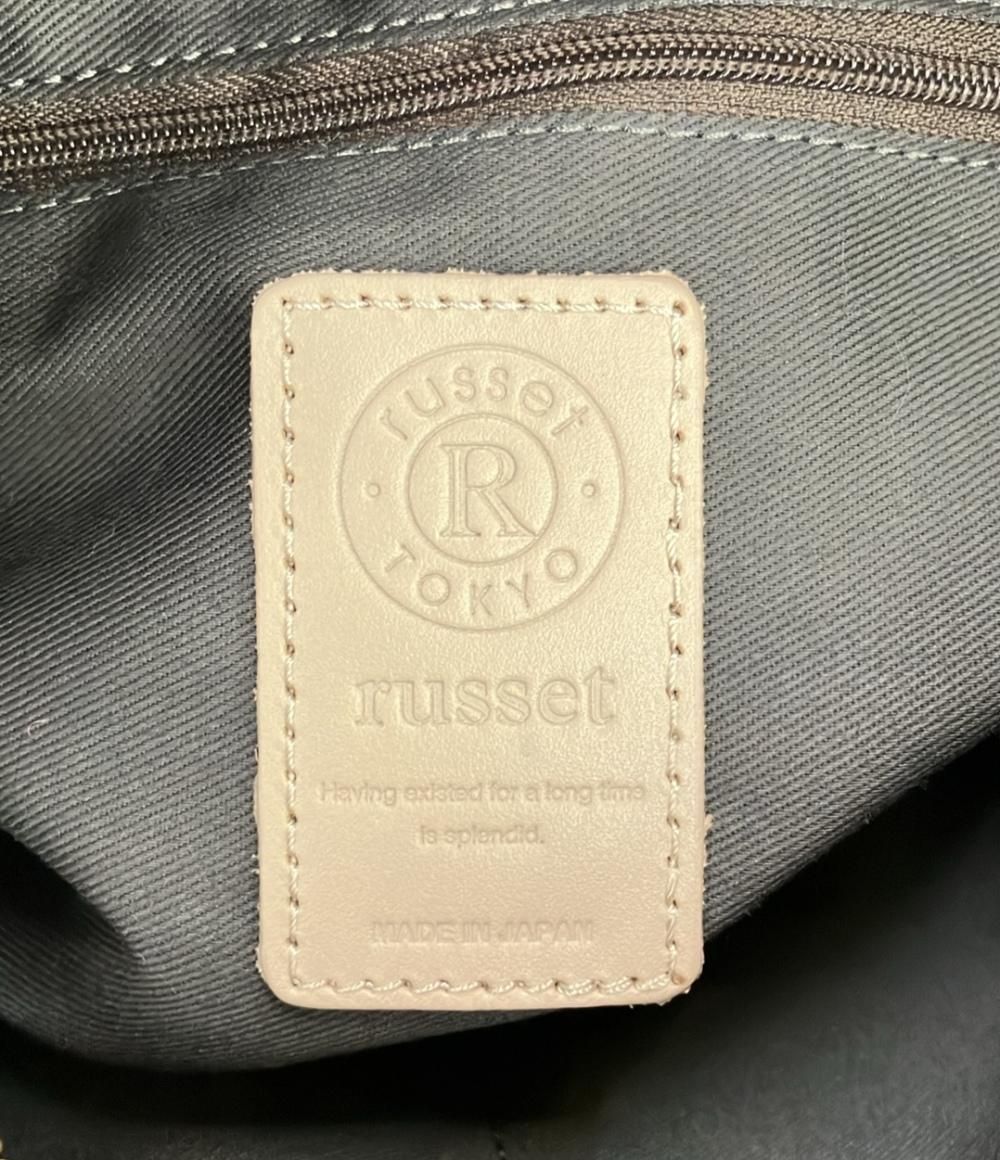 russet
R
TOKYO
russet
Having existed for a long time
is splendid.
MADE IN JAPAN